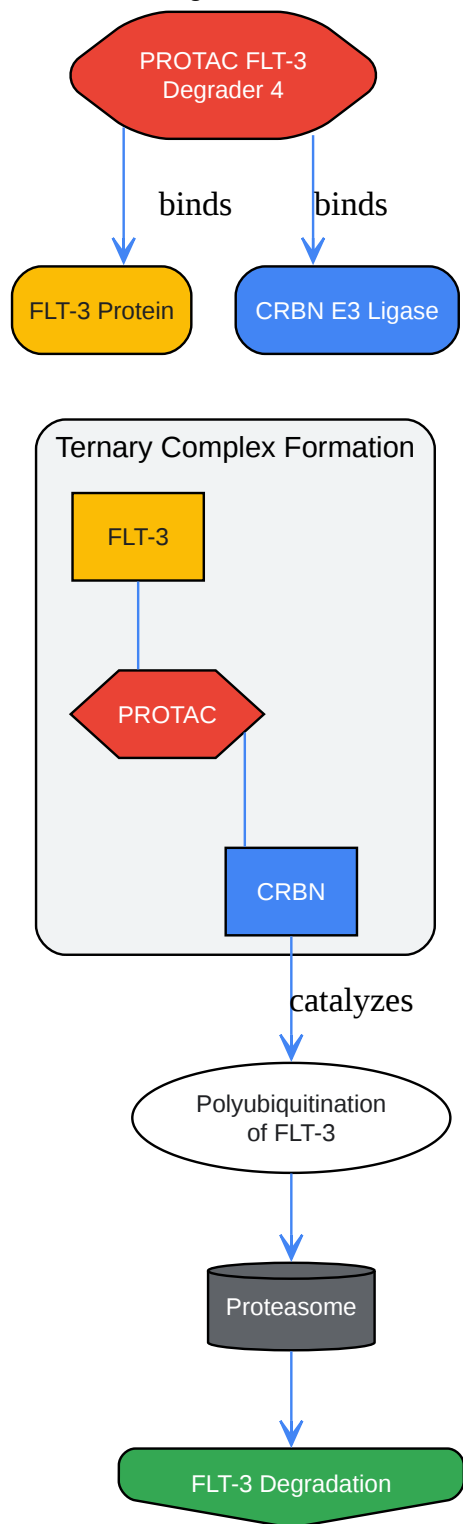 PROTAC FLT-3
Degrader 4
binds
binds
FLT-3 Protein
CRBN E3 Ligase
Ternary Complex Formation
FLT-3
PROTAC
CRBN
catalyzes
Polyubiquitination
of FLT-3
Proteasome
FLT-3 Degradation